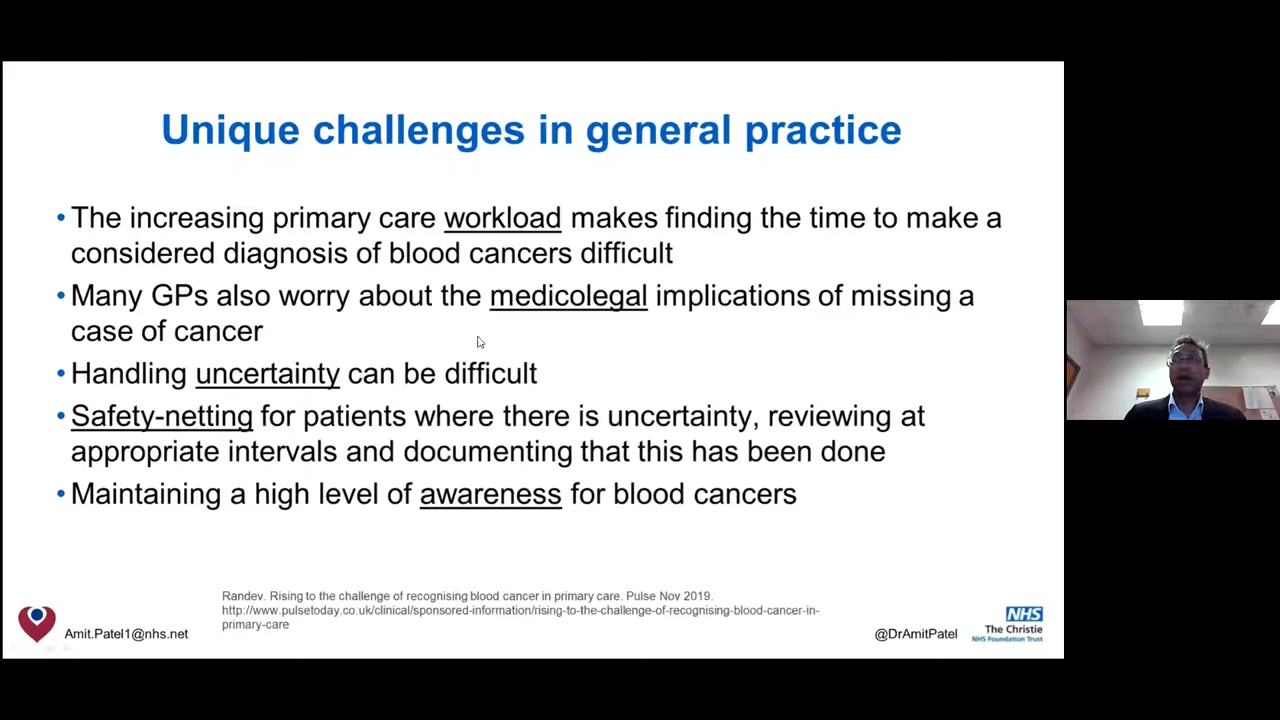 Unique challenges in general practice
• The increasing primary care workload makes finding the time to make a
considered diagnosis of blood cancers difficult
• Many GPs also worry about the medicolegal implications of missing a
case of cancer
• Handling uncertainty can be difficult
• Safety-netting for patients where there is uncertainty, reviewing at
appropriate intervals and documenting that this has been done
• Maintaining a high level of awareness for blood cancers
Randev. Rising to the challenge of recognising blood cancer in primary care. Pulse Nov 2019.
http://www.pulsetoday.co.uk/clinical/sponsored-information/rising-to-the-challenge-of-recognising-blood-cancer-in-
primary-care
Amit.Patel1@nhs.net
@DrAmitPatel
NHS
The Christie
NHS Foundation Trust